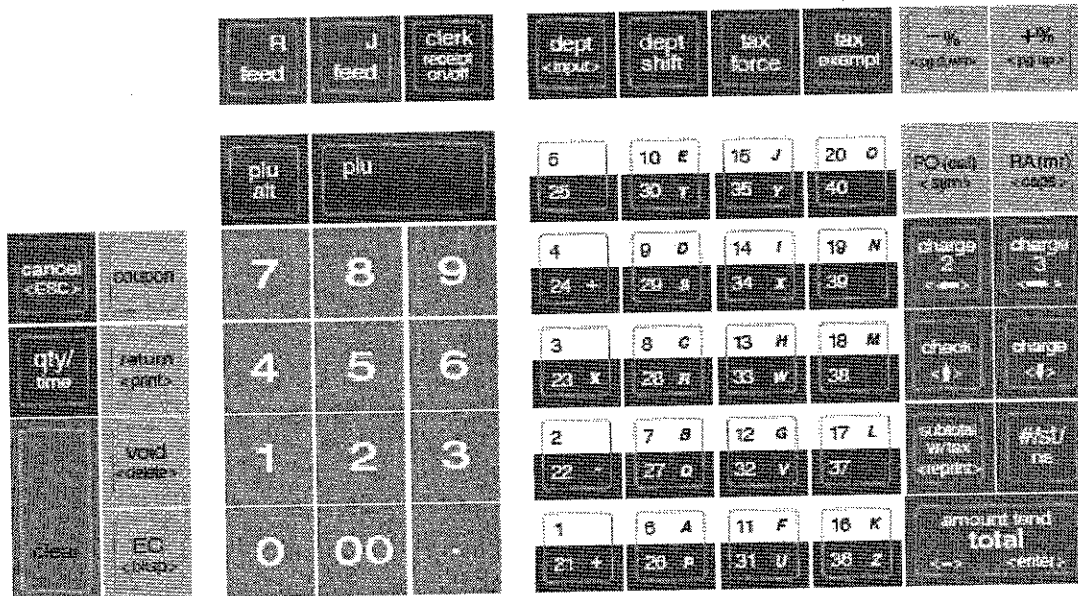 R J clerk dept dept tax tax -% +%
feed feed receipt <input> shift force exempt
on/off
plu plu 5 10 E 15 J 20 O PO (call) RA (mr)
alt 25 30 T 35 Y 40 <sym> <caps>
cancel coupon 7 8 9 4 9 D 14 I 19 N charge charge
<ESC> 24 29 S 34 X 39 2 3
qty/ return 4 5 6 3 8 C 13 H 18 M check charge
time <print> 23 28 R 33 W 38
void 1 2 3 2 7 B 12 G 17 L subtotal #/st/
<delete> 22 - 27 Q 32 V 37 w/tax ns
<reprint>
clear EC 0 00 . 1 6 A 11 F 16 K amount tend
21 + 26 P 31 U 36 Z total
<enter>